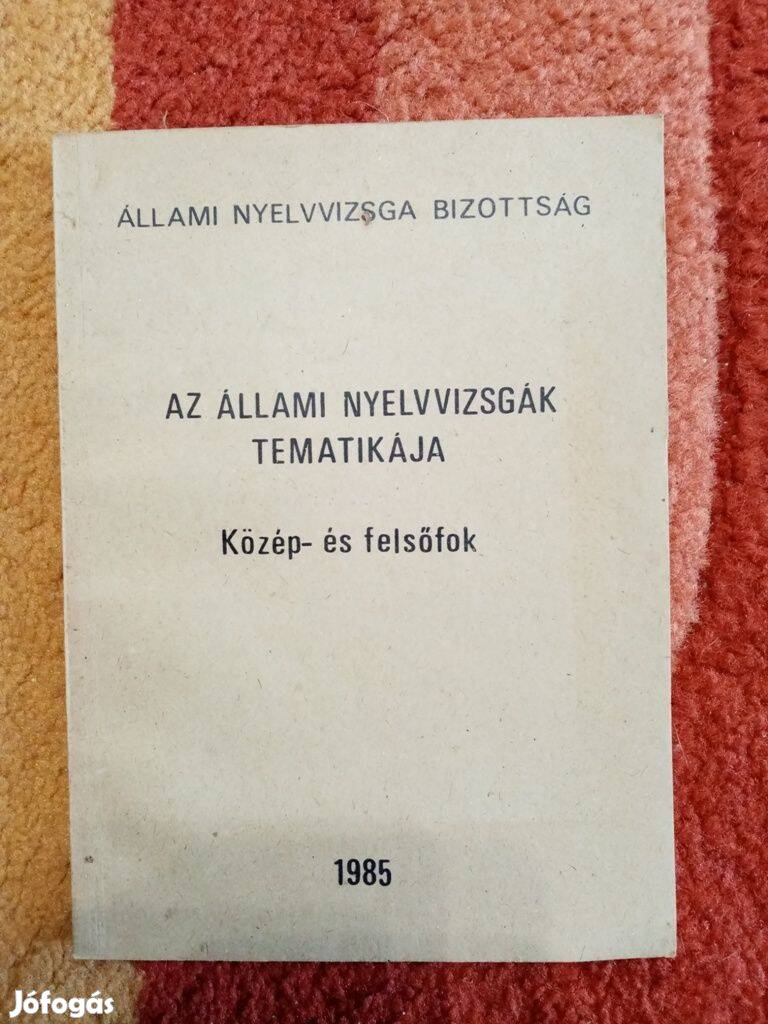 ÁLLAMI NYELVVIZSGA BIZOTTSÁG
AZ ÁLLAMI NYELVVIZSGÁK
TEMATIKÁJA
Közép- és felsőfok
1985
Jófogás